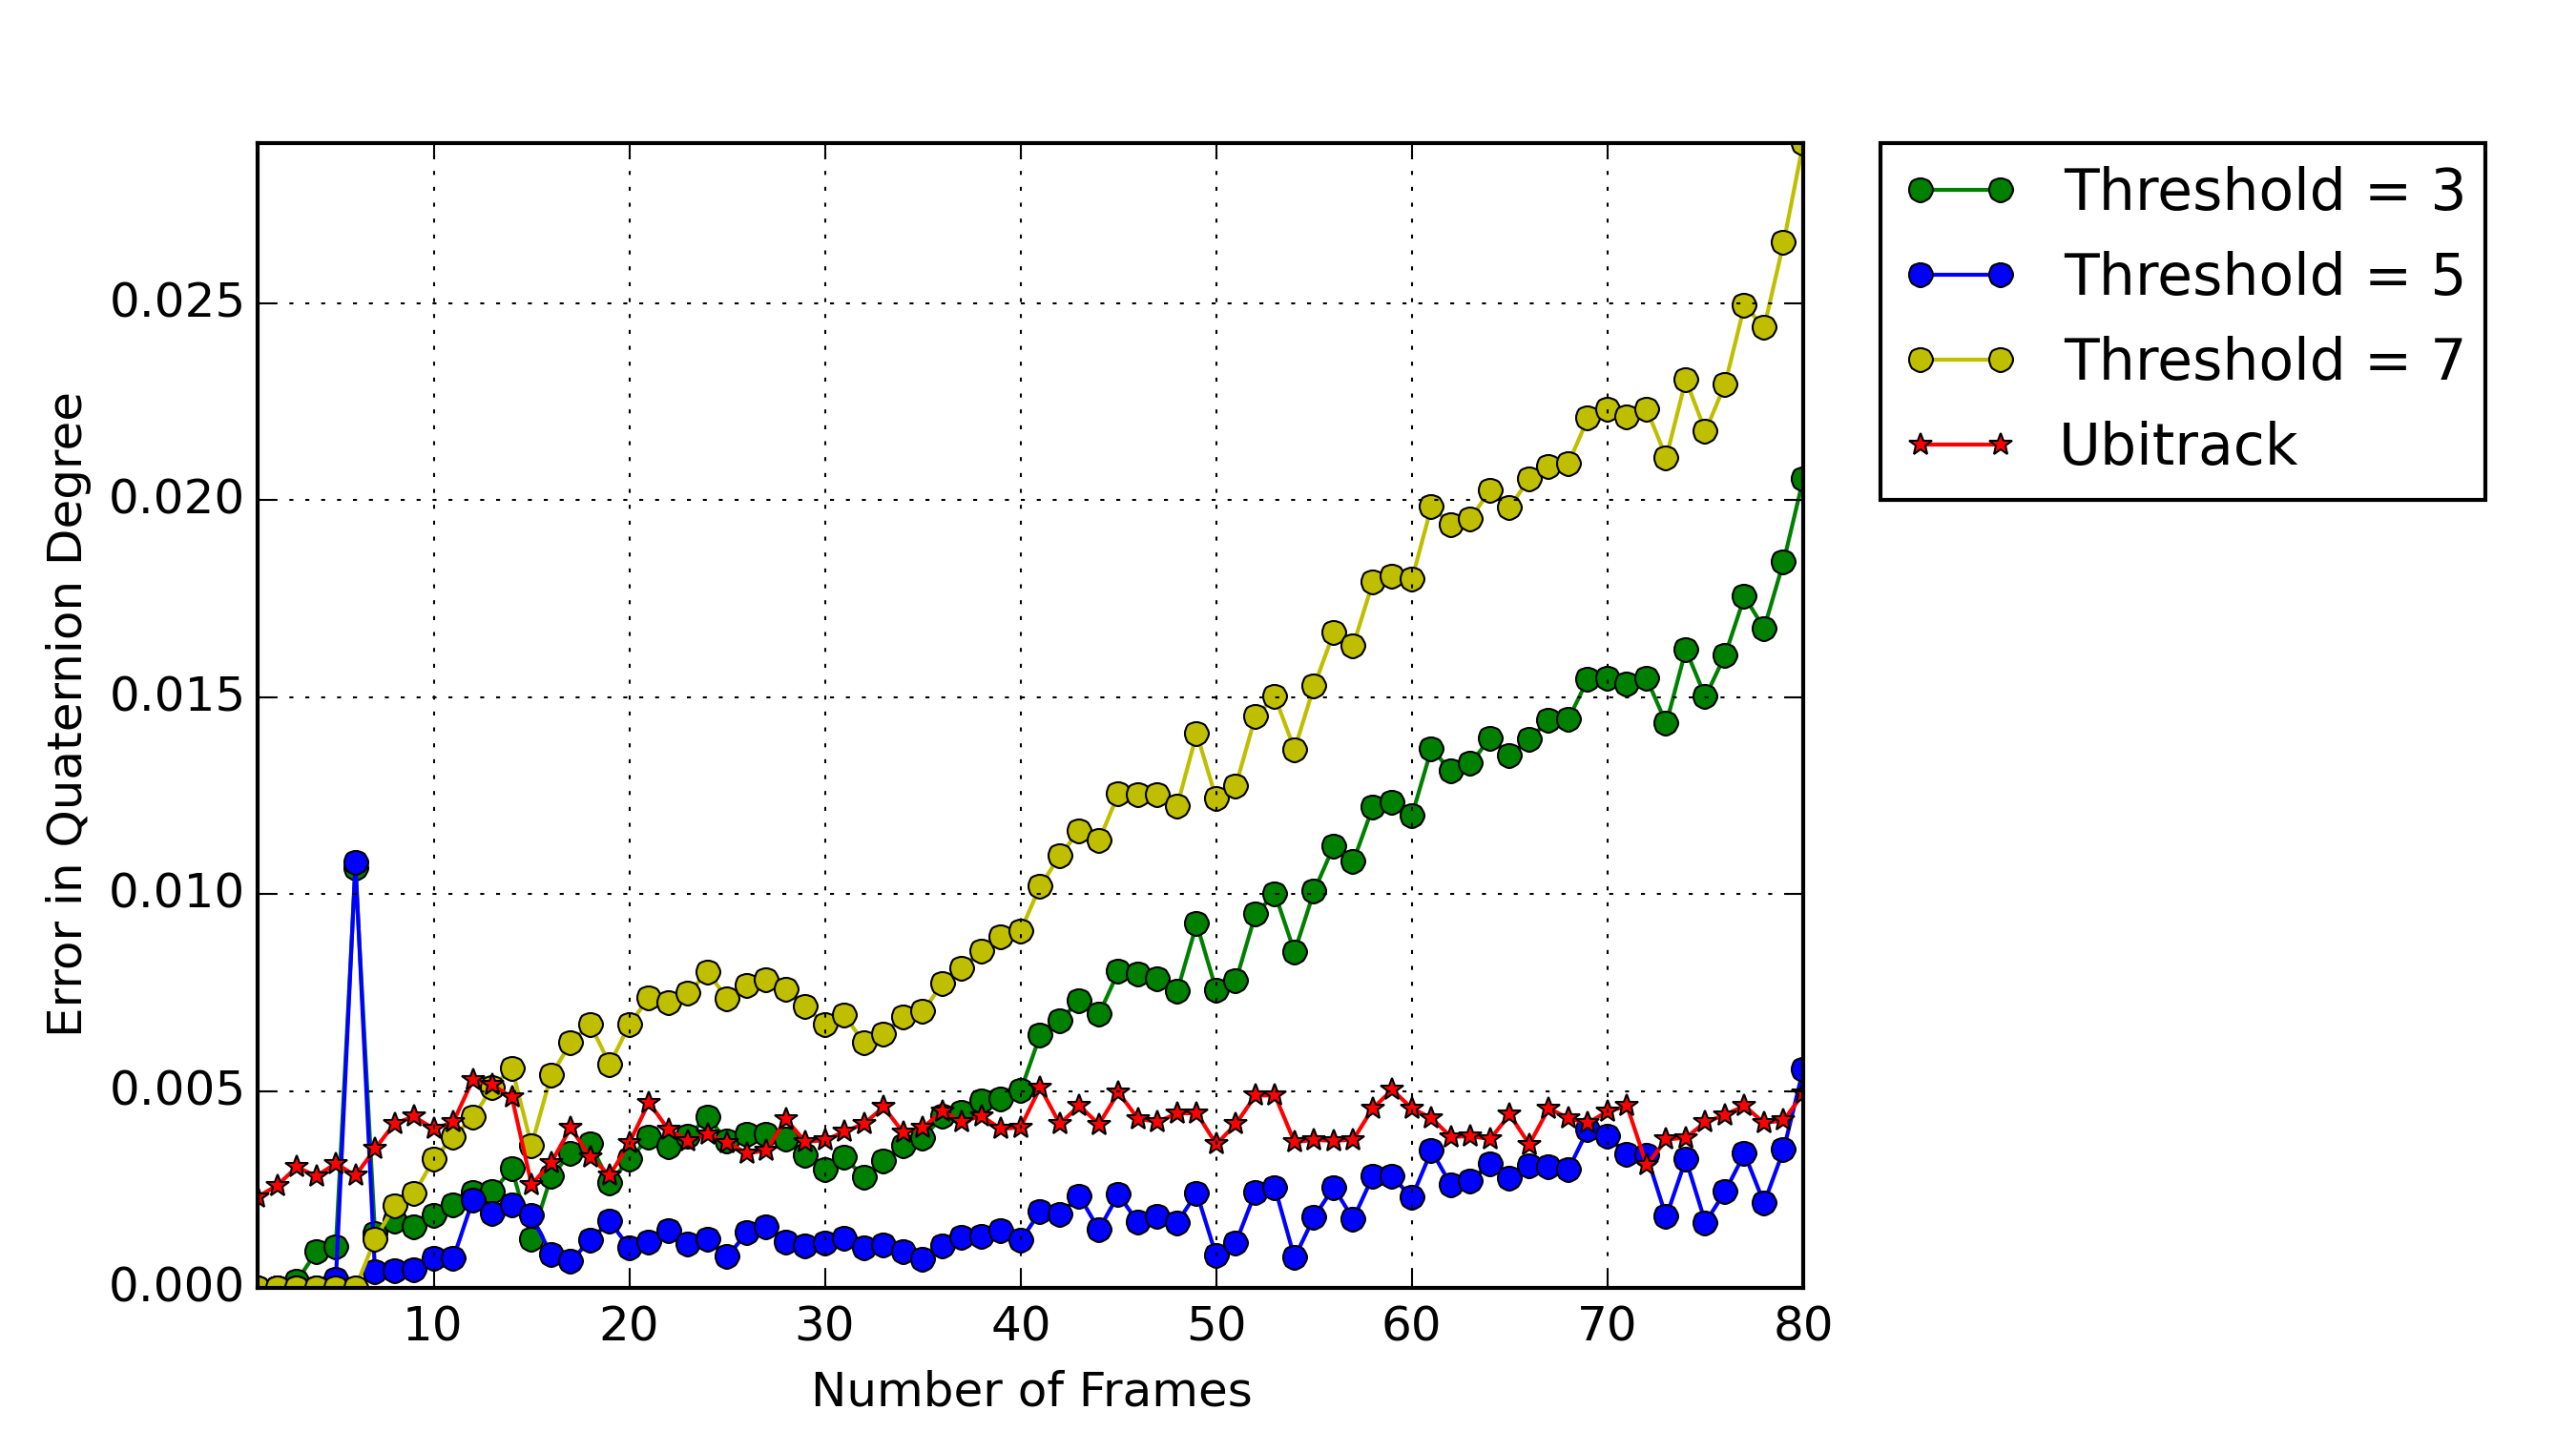 Threshold = 3
Threshold = 5
Threshold = 7
Ubitrack
Error in Quaternion Degree
0.025
0.020
0.015
0.010
0.005
0.000
10 20 30 40 50 60 70 80
Number of Frames